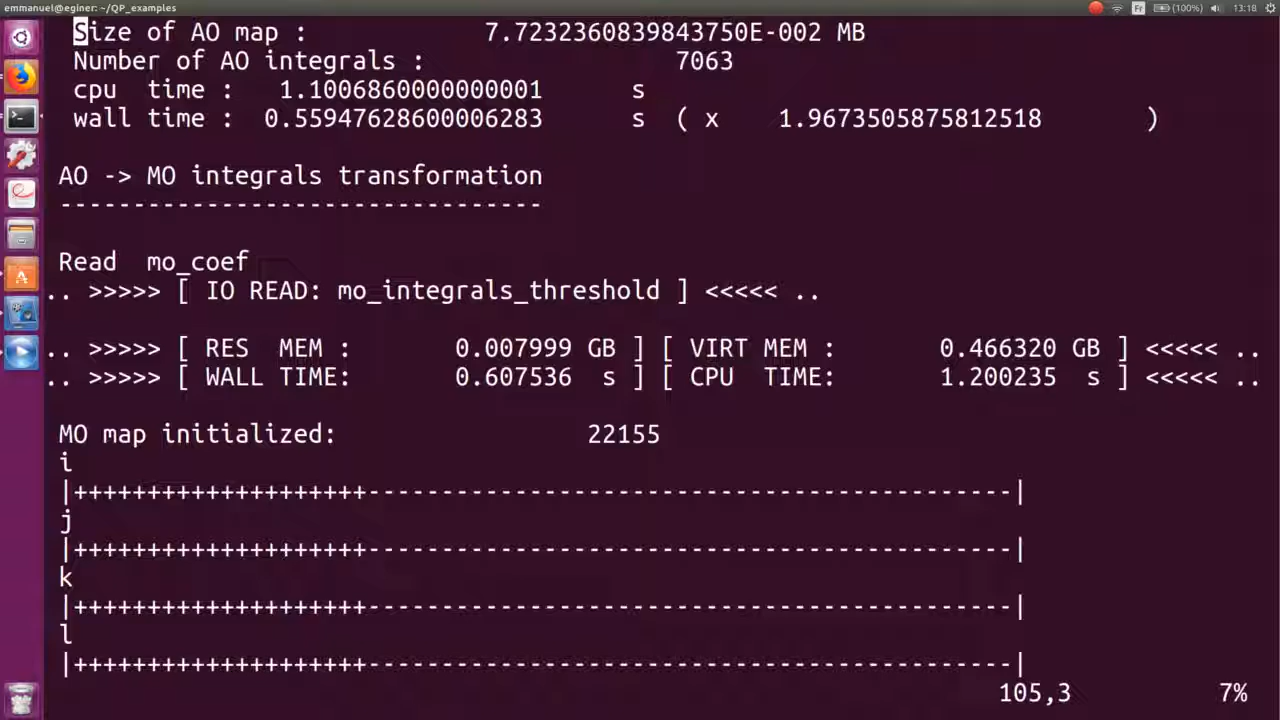 emmanuel@eginer: ~/QP_examples
Fr (100%) 13:18
Size of AO map : 7.7232360839843750E-002 MB
Number of AO integrals : 7063
cpu time : 1.1006860000000001 s
wall time : 0.55947628600006283 s ( x 1.9673505875812518 )
AO -> MO integrals transformation
---------------------------------
Read mo_coef
.. >>>>> [ IO READ: mo_integrals_threshold ] <<<<< ..
.. >>>>> [ RES MEM : 0.007999 GB ] [ VIRT MEM : 0.466320 GB ] <<<<< ..
.. >>>>> [ WALL TIME: 0.607536 s ] [ CPU TIME: 1.200235 s ] <<<<< ..
MO map initialized: 22155
i
|++++++++++++++++++++--------------------------------------------|
j
|++++++++++++++++++++--------------------------------------------|
k
|++++++++++++++++++++--------------------------------------------|
l
|++++++++++++++++++++--------------------------------------------|
105,3 7%